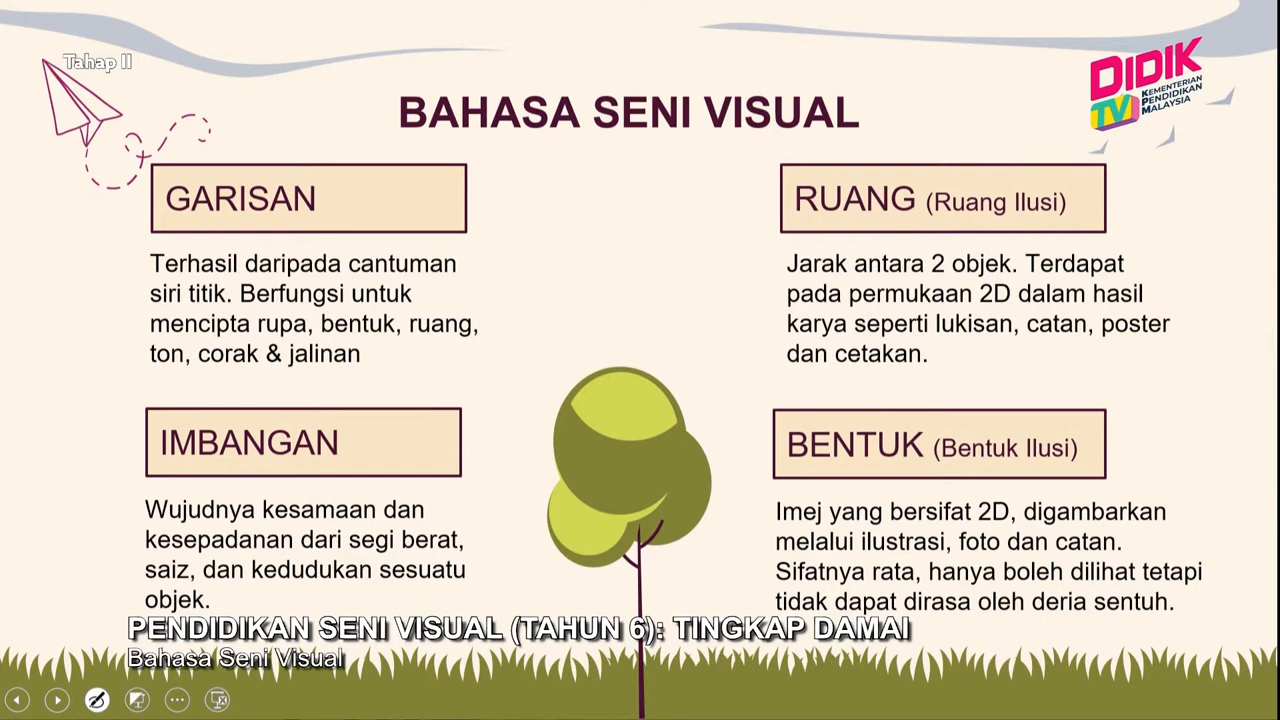 Tahap II
DIDIK
TV
KEMENTERIAN
PENDIDIKAN
MALAYSIA
BAHASA SENI VISUAL
GARISAN
Terhasil daripada cantuman
siri titik. Berfungsi untuk
mencipta rupa, bentuk, ruang,
ton, corak & jalinan
RUANG (Ruang Ilusi)
Jarak antara 2 objek. Terdapat
pada permukaan 2D dalam hasil
karya seperti lukisan, catan, poster
dan cetakan.
IMBANGAN
Wujudnya kesamaan dan
kesepadanan dari segi berat,
saiz, dan kedudukan sesuatu
objek.
BENTUK (Bentuk Ilusi)
Imej yang bersifat 2D, digambarkan
melalui ilustrasi, foto dan catan.
Sifatnya rata, hanya boleh dilihat tetapi
tidak dapat dirasa oleh deria sentuh.
PENDIDIKAN SENI VISUAL (TAHUN 6): TINGKAP DAMAI
Bahasa Seni Visual